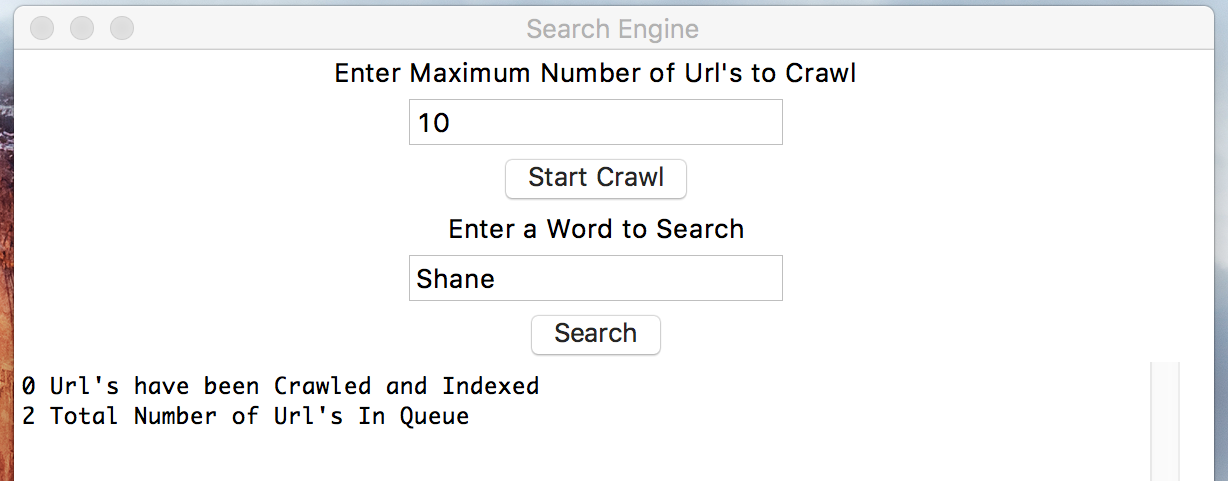 Search Engine
Enter Maximum Number of Url's to Crawl
10
Start Crawl
Enter a Word to Search
Shane
Search
0 Url's have been Crawled and Indexed
2 Total Number of Url's In Queue